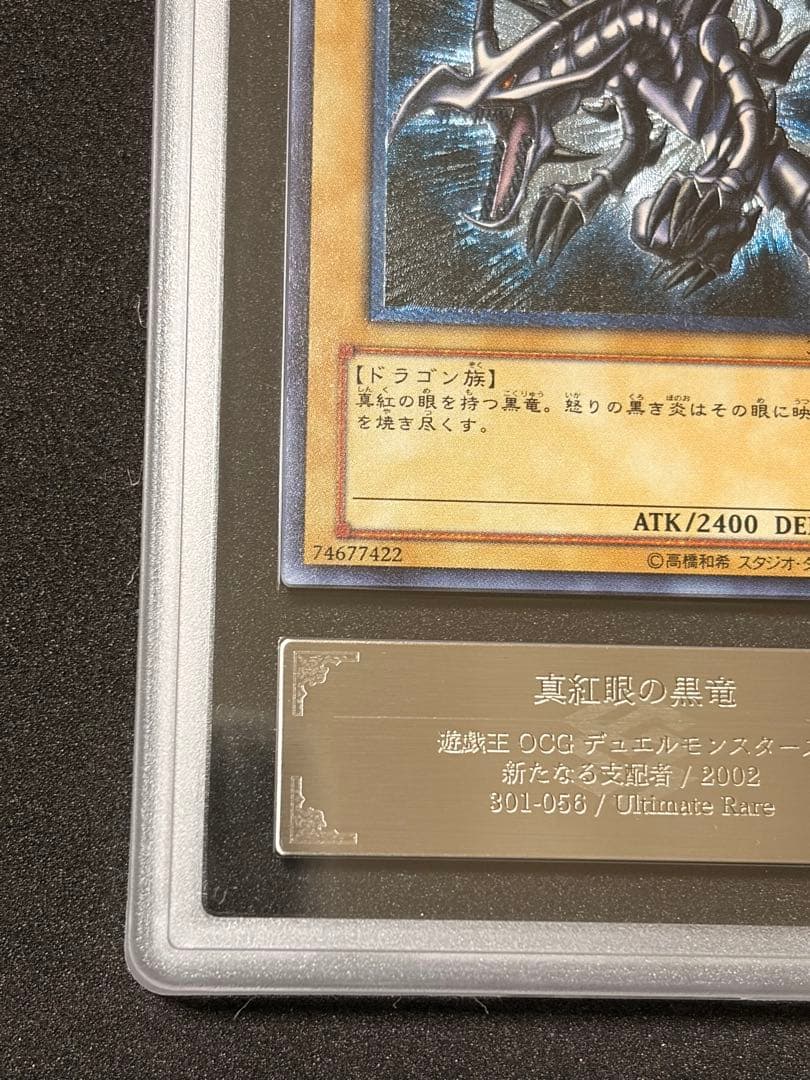 【ドラゴン族】
真紅の眼を持つ黒竜。怒りの黒き炎はその眼に映
を焼き尽くす。
ATK/2400 DE
74677422
©高橋和希 スタジオ・
真紅眼の黒竜
遊戯王 OCG デュエルモンスターズ
新たなる支配者 / 2002
301-056 / Ultimate Rare